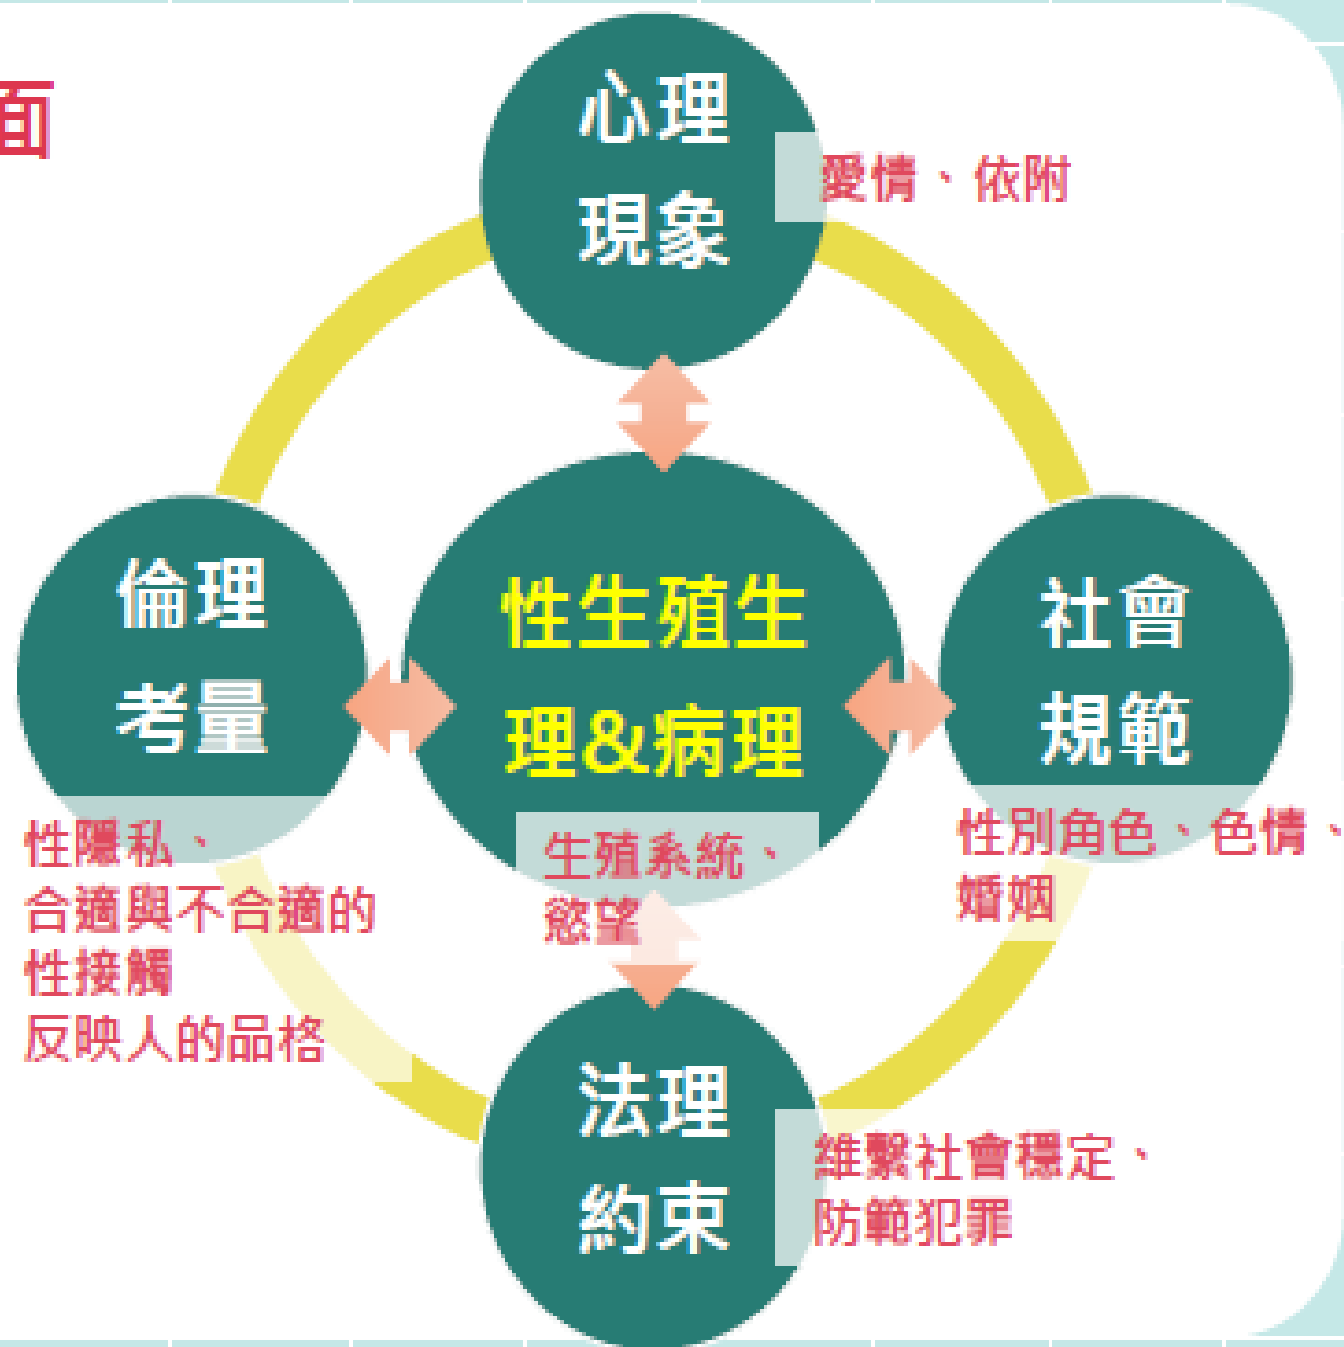 面
心理
現象
愛情、依附
倫理
考量
性隱私、
合適與不合適的
性接觸
反映人的品格
性生殖生
理&病理
生殖系統、
慾望
社會
規範
性別角色、色情、
婚姻
法理
約束
維繫社會穩定、
防範犯罪